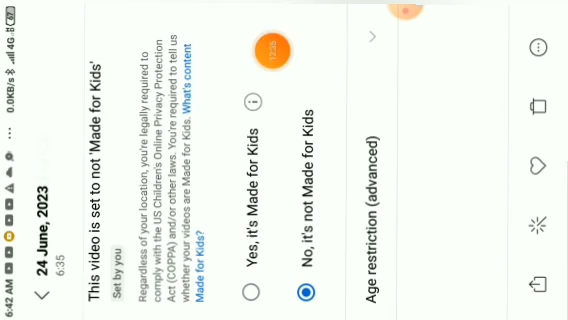 6:42 AM
... 0.0KB/s 4G 67
24 June, 2023
6:35
This video is set to not 'Made for Kids'
Set by you
Regardless of your location, you're legally required to
comply with the US Children's Online Privacy Protection
Act (COPPA) and/or other laws. You're required to tell us
whether your videos are Made for Kids. What's content
Made for Kids?
Yes, it's Made for Kids
12:35
No, it's not Made for Kids
Age restriction (advanced)